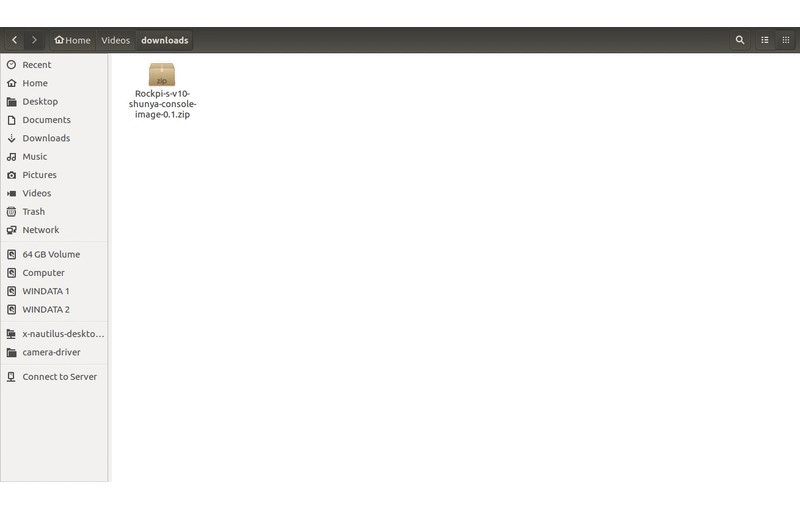 Home Videos downloads
Recent
Home
Desktop
Documents
Downloads
Music
Pictures
Videos
Trash
Network
64 GB Volume
Computer
WINDATA 1
WINDATA 2
x-nautilus-deskto...
camera-driver
Connect to Server
zip
Rockpi-s-v10-
shunya-console-
image-0.1.zip